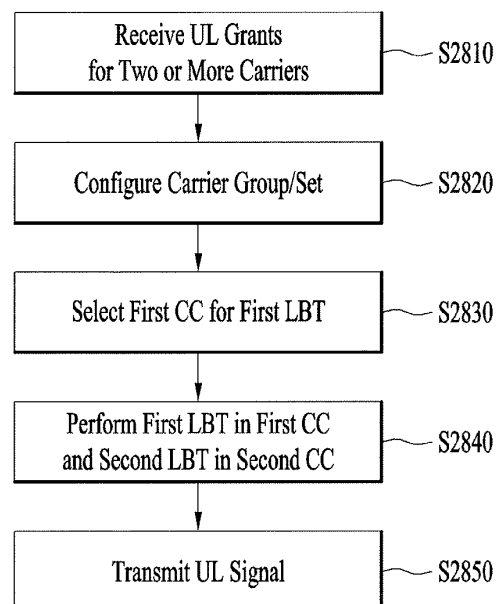 Receive UL Grants
for Two or More Carriers
S2810
Configure Carrier Group/Set
S2820
Select First CC for First LBT
S2830
Perform First LBT in First CC
and Second LBT in Second CC
S2840
Transmit UL Signal
S2850